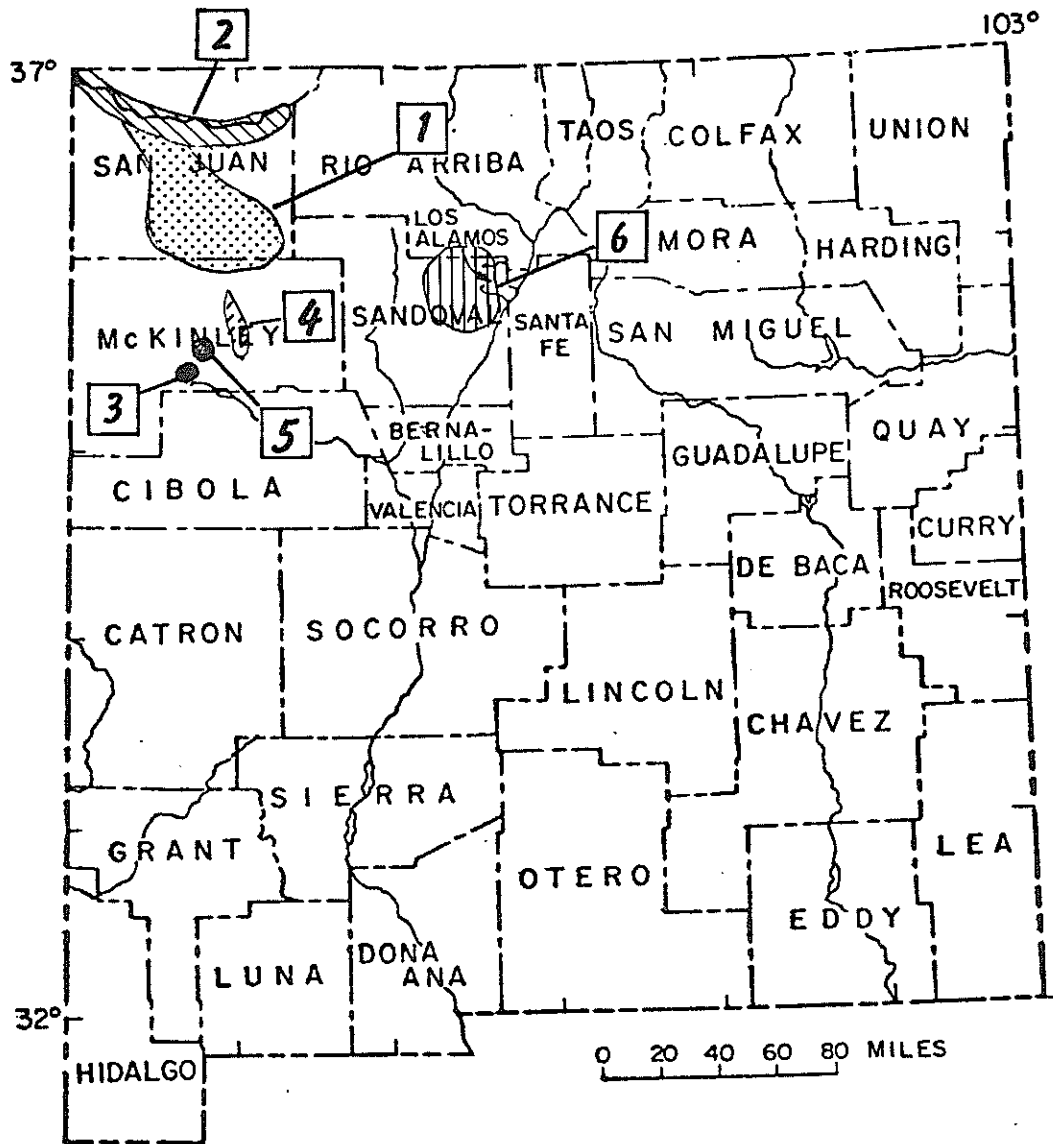 103°
2
37°
1
TAOS
COLFAX
UNION
SAN JUAN
RIO ARRIBA
LOS
ALAMOS
6
MORA
HARDING
4
McKINLEY
SANDOVAL
SANTA
FE
SAN MIGUEL
3
5
BERNA-
LILLO
QUAY
GUADALUPE
CIBOLA
VALENCIA
TORRANCE
CURRY
DE BACA
ROOSEVELT
CATRON
SOCORRO
LINCOLN
CHAVEZ
SIERRA
GRANT
LEA
OTERO
EDDY
DONA
ANA
LUNA
32°
0 20 40 60 80 MILES
HIDALGO